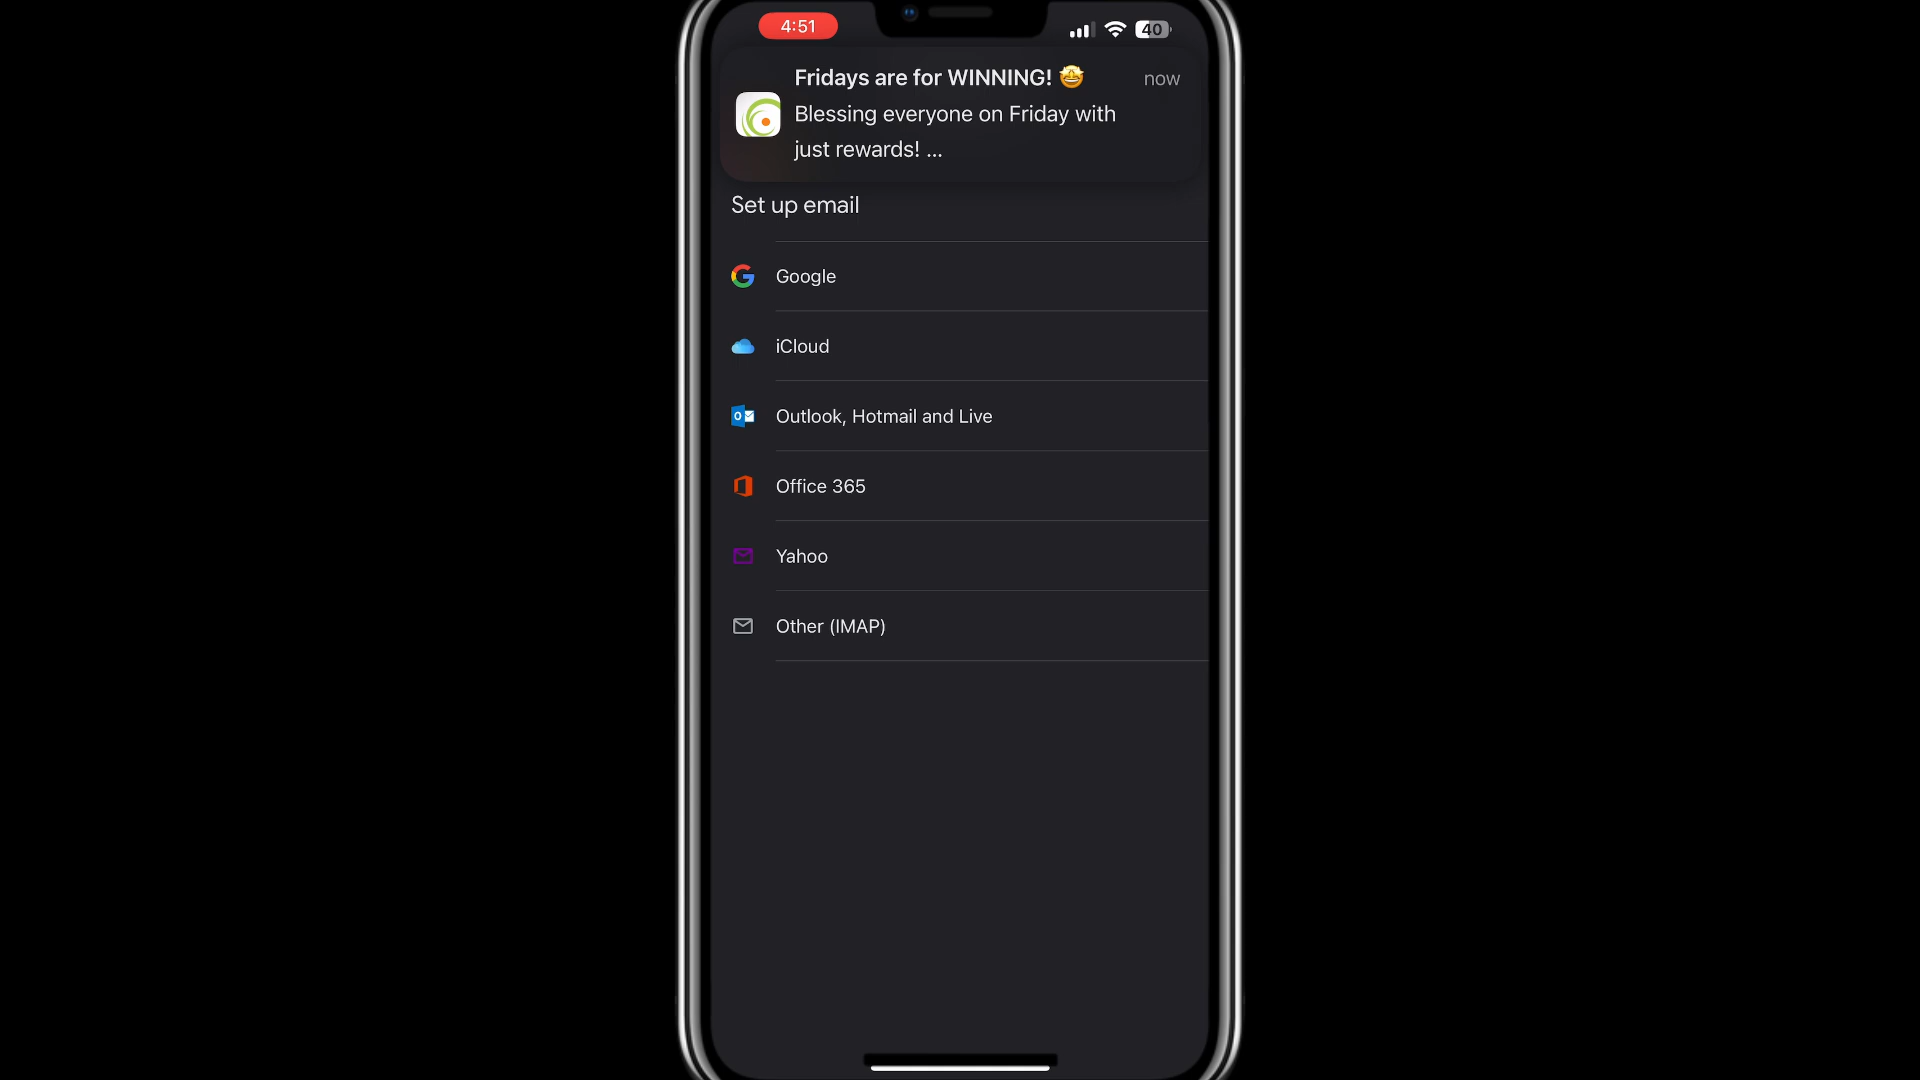 4:51
40
Fridays are for WINNING! 🤩
now
Blessing everyone on Friday with
just rewards! ...
Set up email
Google
iCloud
Outlook, Hotmail and Live
Office 365
Yahoo
Other (IMAP)